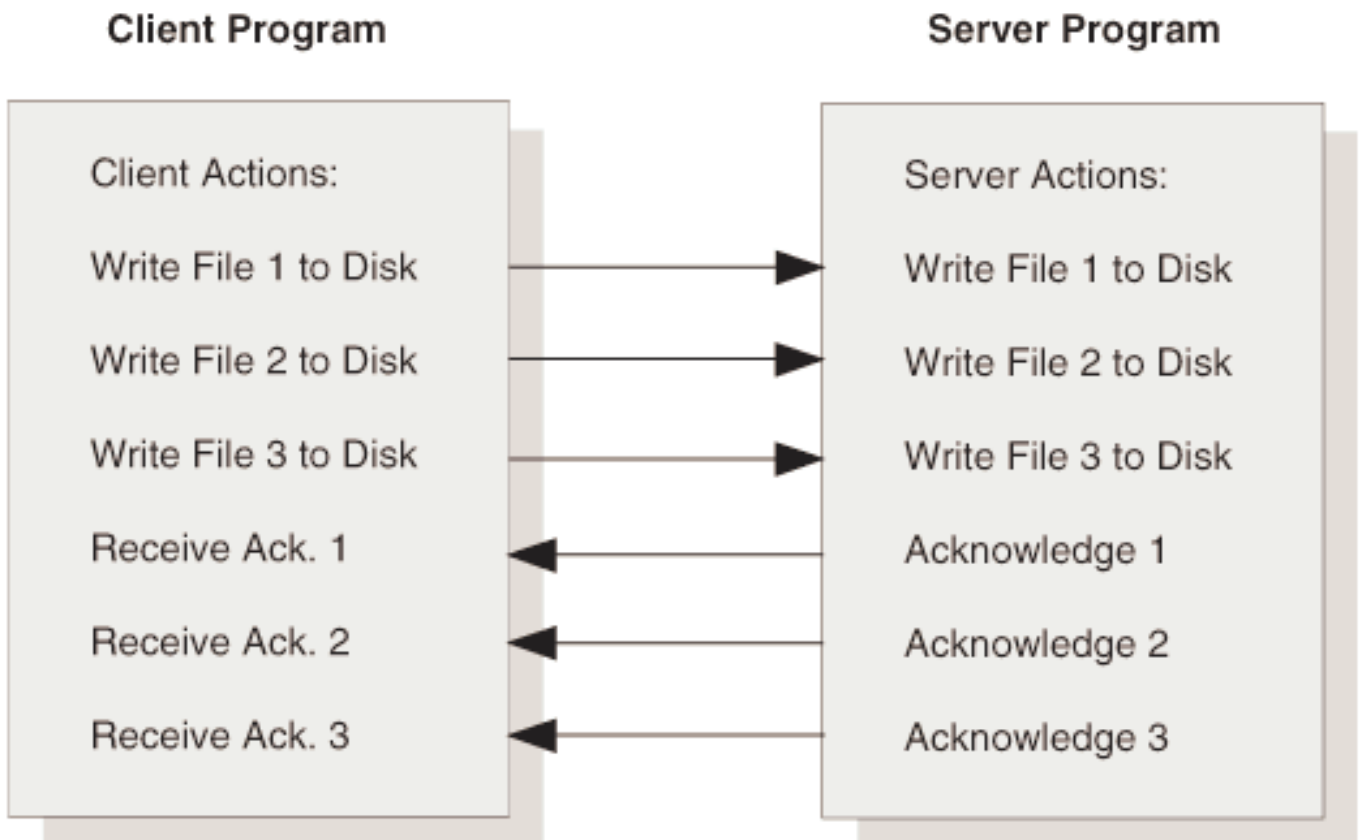 Client Program
Server Program
Client Actions:
Write File 1 to Disk
Write File 2 to Disk
Write File 3 to Disk
Receive Ack. 1
Receive Ack. 2
Receive Ack. 3
Server Actions:
Write File 1 to Disk
Write File 2 to Disk
Write File 3 to Disk
Acknowledge 1
Acknowledge 2
Acknowledge 3